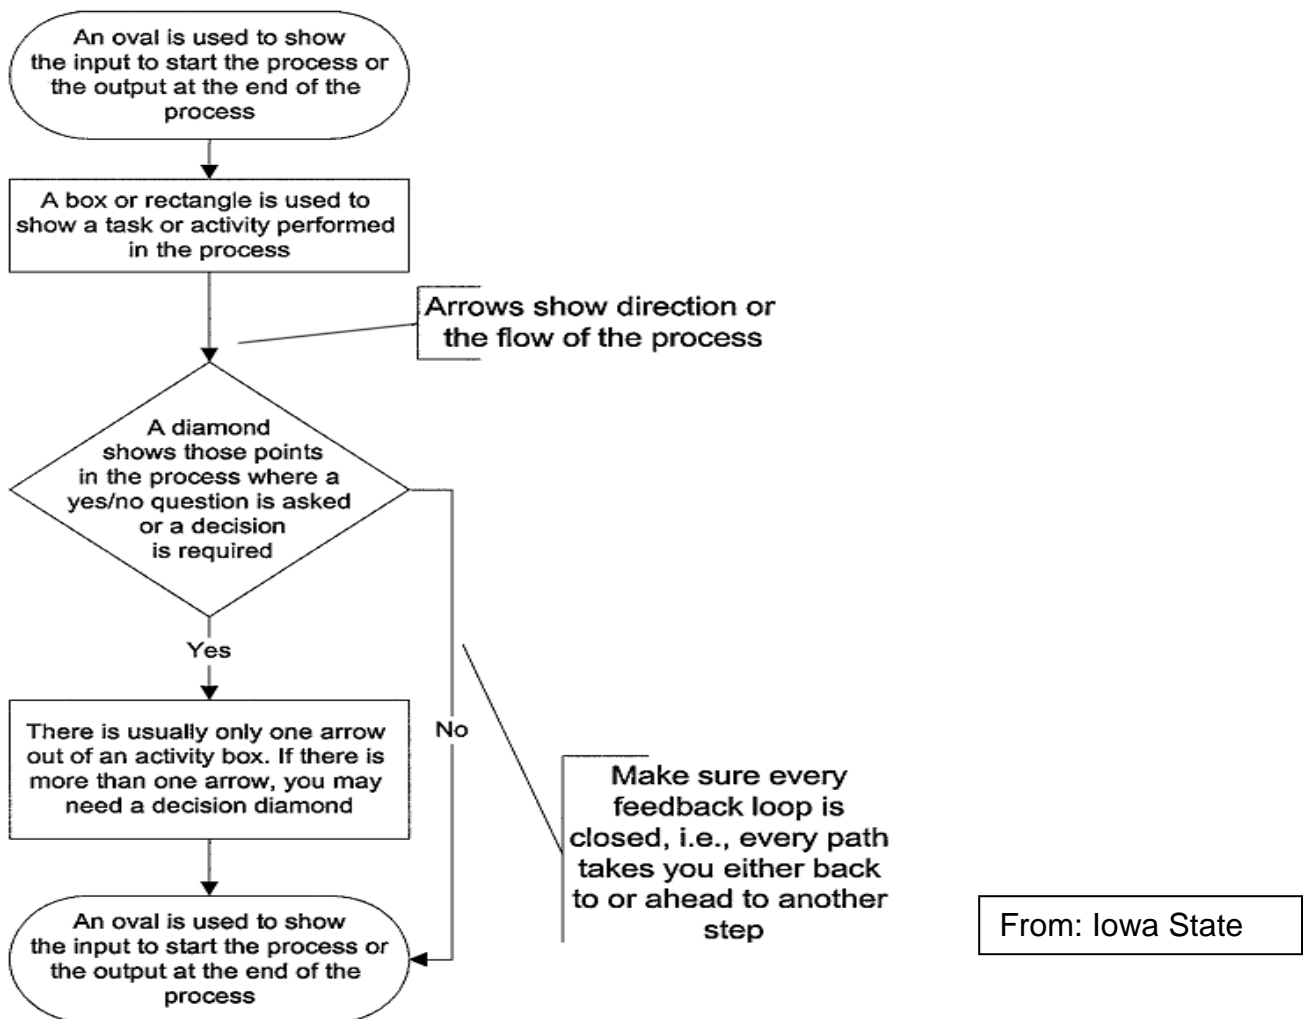 An oval is used to show
the input to start the process or
the output at the end of the
process
A box or rectangle is used to
show a task or activity performed
in the process
Arrows show direction or
the flow of the process
A diamond
shows those points
in the process where a
yes/no question is asked
or a decision
is required
Yes
No
There is usually only one arrow
out of an activity box. If there is
more than one arrow, you may
need a decision diamond
Make sure every
feedback loop is
closed, i.e., every path
takes you either back
to or ahead to another
step
An oval is used to show
the input to start the process or
the output at the end of the
process
From: Iowa State